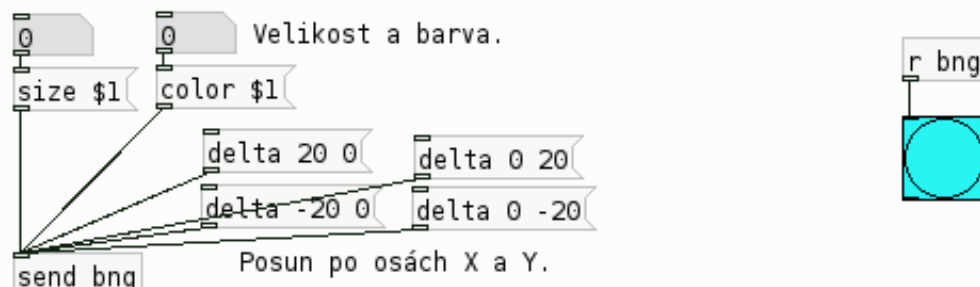 0
0
Velikost a barva.
size $1
color $1
r bng
delta 20 0
delta 0 20
delta -20 0
delta 0 -20
Posun po osách X a Y.
send bng